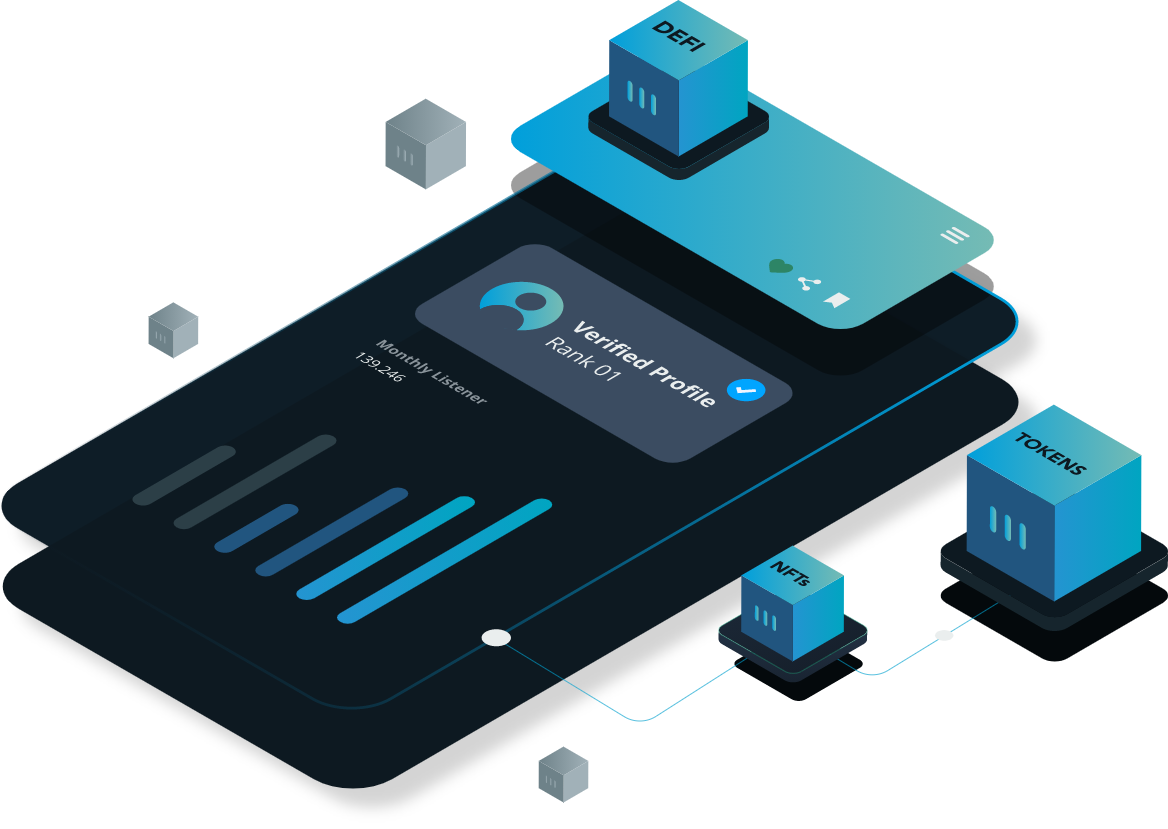 DEFI
Verified Profile
Rank 01
Monthly Listener
139.246
TOKENS
NFTs